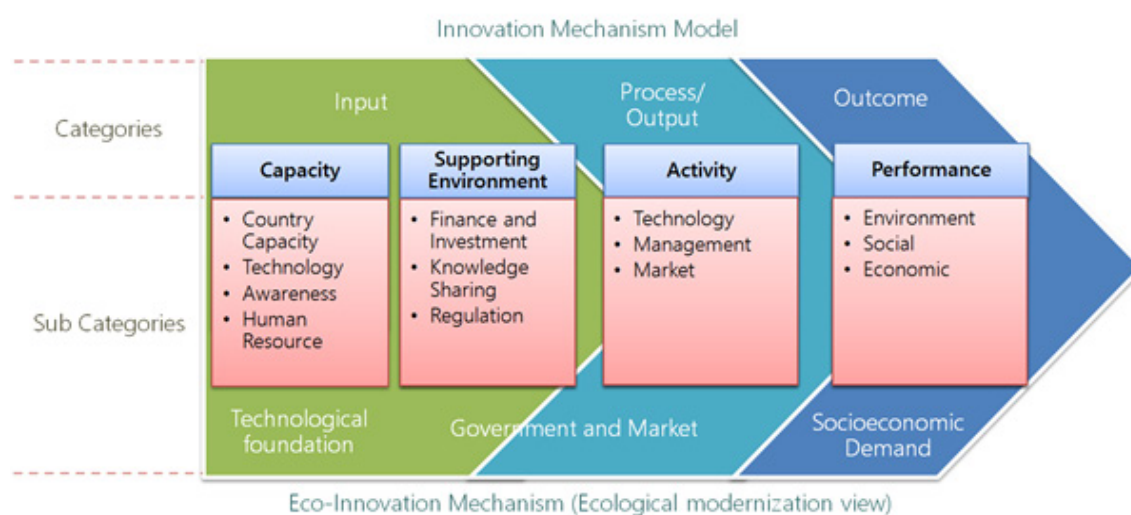 Innovation Mechanism Model
Categories
Input
Process/
Output
Outcome
Capacity
Supporting
Environment
Activity
Performance
Sub Categories
• Country
Capacity
• Technology
• Awareness
• Human
Resource
• Finance and
Investment
• Knowledge
Sharing
• Regulation
• Technology
• Management
• Market
• Environment
• Social
• Economic
Technological
foundation
Government and Market
Socioeconomic
Demand
Eco-Innovation Mechanism (Ecological modernization view)